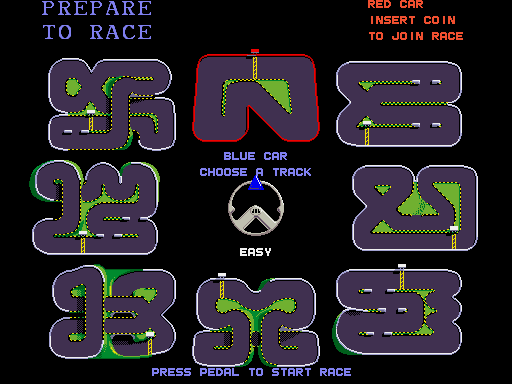 PREPARE
TO RACE
RED CAR
INSERT COIN
TO JOIN RACE
BLUE CAR
CHOOSE A TRACK
EASY
PRESS PEDAL TO START RACE